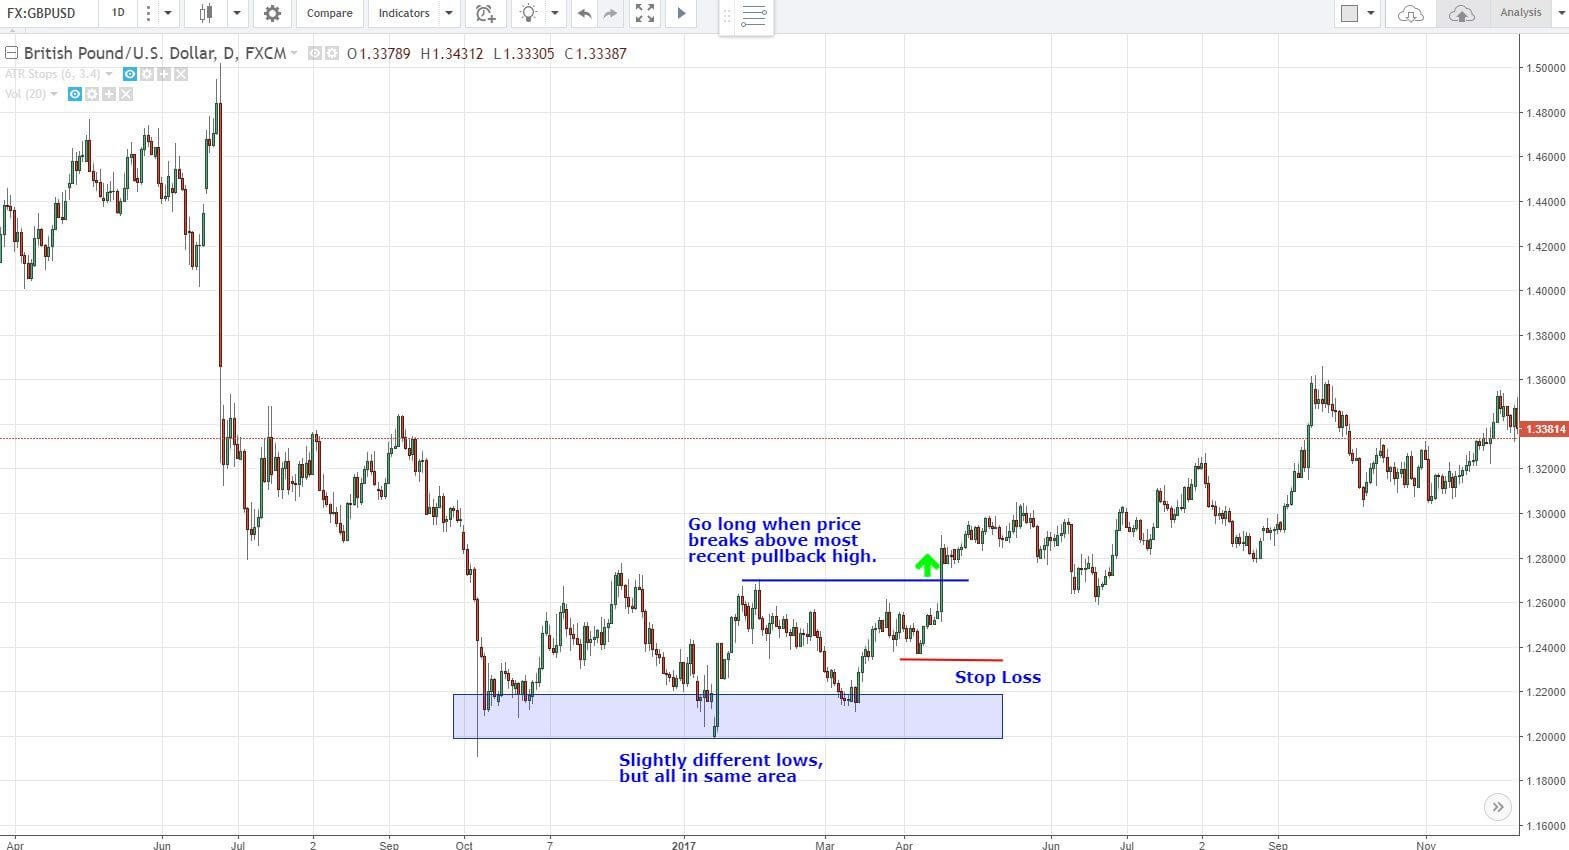 FX:GBPUSD 1D Compare Indicators Analysis
British Pound/U.S. Dollar, D, FXCM O1.33789 H1.34312 L1.33305 C1.33387
ATR Stops (6, 3.4)
Vol (20)
1.50000
1.48000
1.46000
1.44000
1.42000
1.40000
1.38000
1.36000
1.33814
1.32000
1.30000
1.28000
1.26000
1.24000
1.22000
1.20000
1.18000
1.16000
Go long when price
breaks above most
recent pullback high.
Stop Loss
Slightly different lows,
but all in same area
Apr Jun Jul 2 Sep Oct 7 2017 Mar Apr Jun Jul 2 Sep Nov